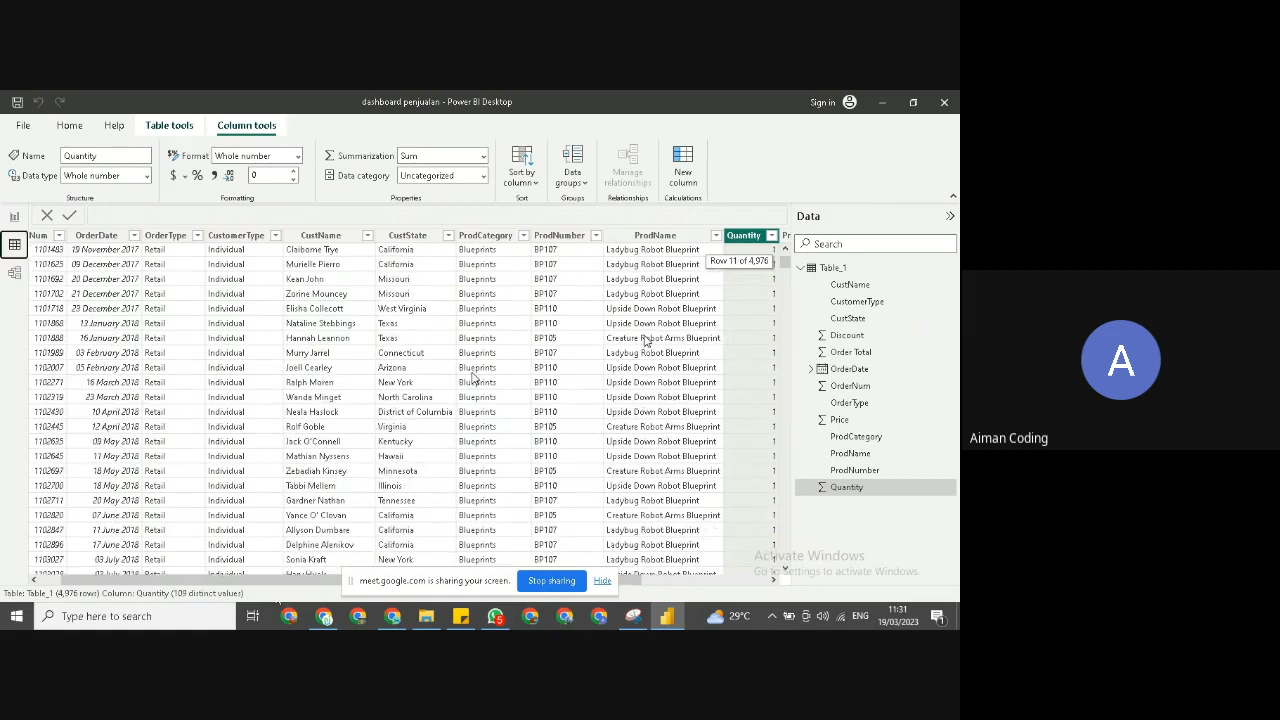 dashboard penjualan - Power BI Desktop
Sign in
File Home Help Table tools Column tools
Name Quantity
Format Whole number
Summarization Sum
Data type Whole number
$ % 0
Data category Uncategorized
Sort by column
Data groups
Manage relationships
New column
Structure Formatting Properties Sort Groups Relationships Calculations
Data
Num OrderDate OrderType CustomerType CustName CustState ProdCategory ProdNumber ProdName Quantity Pr
Search
1101483 19 November 2017 Retail Individual Claiborne Trye California Blueprints BP107 Ladybug Robot Blueprint 1
Row 11 of 4,976
1101625 10 December 2017 Retail Individual Murielle Pierro California Blueprints BP107 Ladybug Robot Blueprint 1
1101692 20 December 2017 Retail Individual Kean John Missouri Blueprints BP107 Ladybug Robot Blueprint 1
1101702 21 December 2017 Retail Individual Zorine Mouncey Missouri Blueprints BP107 Ladybug Robot Blueprint 1
1101718 23 December 2017 Retail Individual Elisha Collecott West Virginia Blueprints BP110 Upside Down Robot Blueprint 1
1101868 13 January 2018 Retail Individual Nataline Stebbings Texas Blueprints BP110 Upside Down Robot Blueprint 1
1101888 16 January 2018 Retail Individual Hannah Leannon Texas Blueprints BP105 Creature Robot Arms Blueprint 1
1101989 03 February 2018 Retail Individual Murry Jarrel Connecticut Blueprints BP107 Ladybug Robot Blueprint 1
1102007 05 February 2018 Retail Individual Joell Cearley Arizona Blueprints BP110 Upside Down Robot Blueprint 1
1102271 16 March 2018 Retail Individual Ralph Moren New York Blueprints BP110 Upside Down Robot Blueprint 1
1102319 23 March 2018 Retail Individual Wanda Minget North Carolina Blueprints BP110 Upside Down Robot Blueprint 1
1102430 10 April 2018 Retail Individual Neala Haslock District of Columbia Blueprints BP110 Upside Down Robot Blueprint 1
1102445 12 April 2018 Retail Individual Rolf Goble Virginia Blueprints BP105 Creature Robot Arms Blueprint 1
1102635 09 May 2018 Retail Individual Jack O'Connell Kentucky Blueprints BP110 Upside Down Robot Blueprint 1
1102645 11 May 2018 Retail Individual Mathian Nyssens Hawaii Blueprints BP110 Upside Down Robot Blueprint 1
1102697 18 May 2018 Retail Individual Zebadiah Kinsey Minnesota Blueprints BP105 Creature Robot Arms Blueprint 1
1102700 18 May 2018 Retail Individual Tabbi Mellem Illinois Blueprints BP110 Upside Down Robot Blueprint 1
1102711 20 May 2018 Retail Individual Gardner Nathan Tennessee Blueprints BP107 Ladybug Robot Blueprint 1
1102820 07 June 2018 Retail Individual Yance O' Clovan California Blueprints BP105 Creature Robot Arms Blueprint 1
1102847 11 June 2018 Retail Individual Allyson Dumbare California Blueprints BP107 Ladybug Robot Blueprint 1
1102896 17 June 2018 Retail Individual Delphine Alenikov California Blueprints BP107 Ladybug Robot Blueprint 1
1103027 03 July 2018 Retail Individual Sonia Kraft New York Blueprints BP107 Ladybug Robot Blueprint 1
Table_1
CustName
CustomerType
CustState
Discount
Order Total
OrderDate
OrderNum
OrderType
Price
ProdCategory
ProdName
ProdNumber
Quantity
Activate Windows
Go to Settings to activate Windows.
meet.google.com is sharing your screen. Stop sharing Hide
Table: Table_1 (4,976 rows) Column: Quantity (109 distinct values)
Type here to search
5
29°C
ENG
11:31
19/03/2023
1
A
Aiman Coding